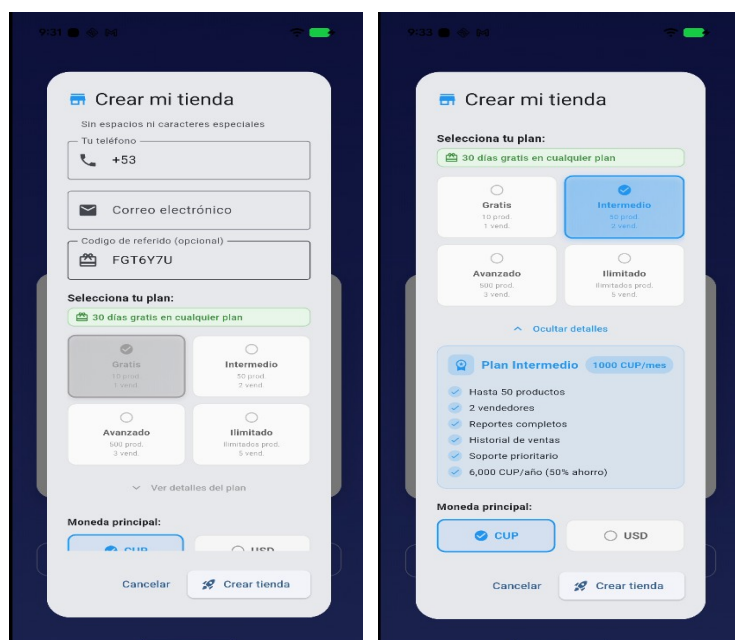 9:31
Crear mi tienda
Sin espacios ni caracteres especiales
Tu teléfono
+53
Correo electrónico
Codigo de referido (opcional)
FGT6Y7U
Selecciona tu plan:
30 días gratis en cualquier plan
Gratis
10 prod.
1 vend.
Intermedio
50 prod.
2 vend.
Avanzado
500 prod.
3 vend.
Ilimitado
Ilimitados prod.
5 vend.
Ver detalles del plan
Moneda principal:
CUP
USD
Cancelar
Crear tienda
9:33
Crear mi tienda
Selecciona tu plan:
30 días gratis en cualquier plan
Gratis
10 prod.
1 vend.
Intermedio
50 prod.
2 vend.
Avanzado
500 prod.
3 vend.
Ilimitado
Ilimitados prod.
5 vend.
Ocultar detalles
Plan Intermedio 1000 CUP/mes
Hasta 50 productos
2 vendedores
Reportes completos
Historial de ventas
Soporte prioritario
6,000 CUP/año (50% ahorro)
Moneda principal:
CUP
USD
Cancelar
Crear tienda